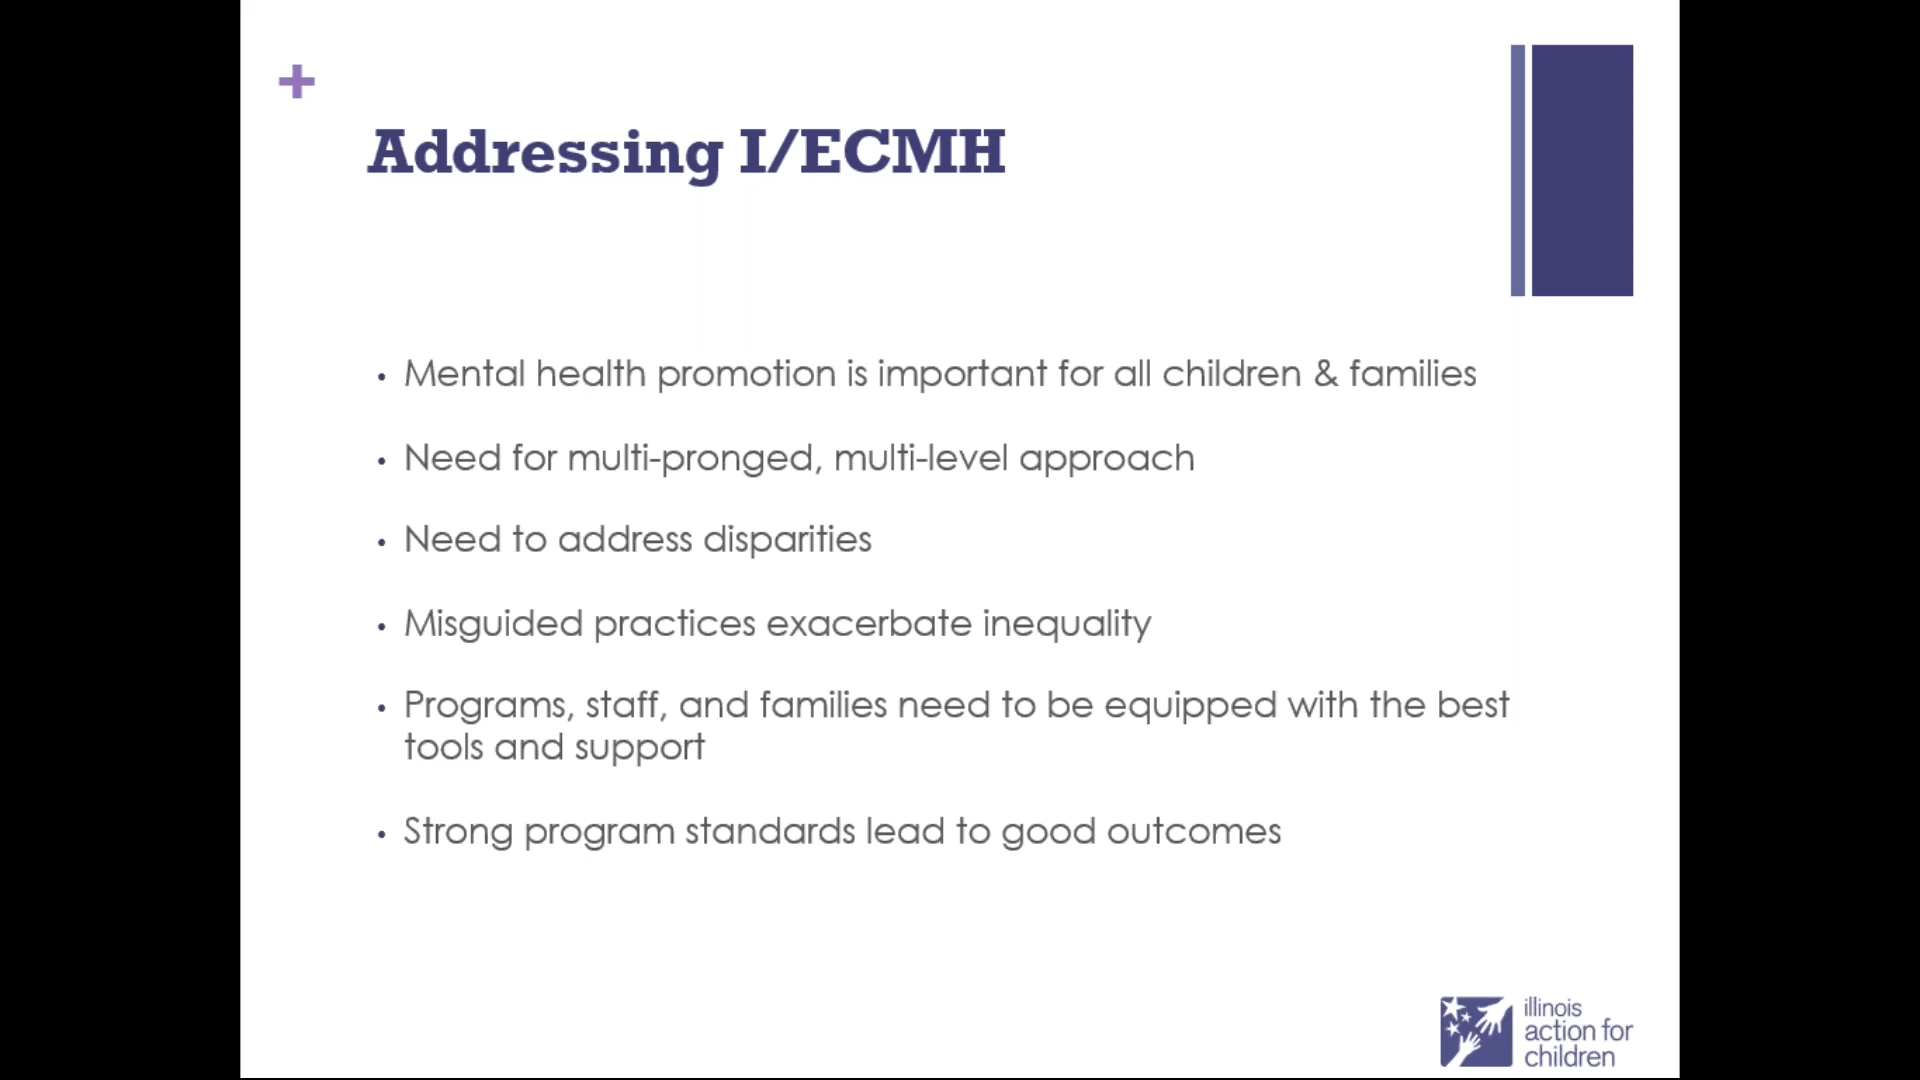 +
Addressing I/ECMH
• Mental health promotion is important for all children & families
• Need for multi-pronged, multi-level approach
• Need to address disparities
• Misguided practices exacerbate inequality
• Programs, staff, and families need to be equipped with the best
tools and support
• Strong program standards lead to good outcomes
illinois
action for
children